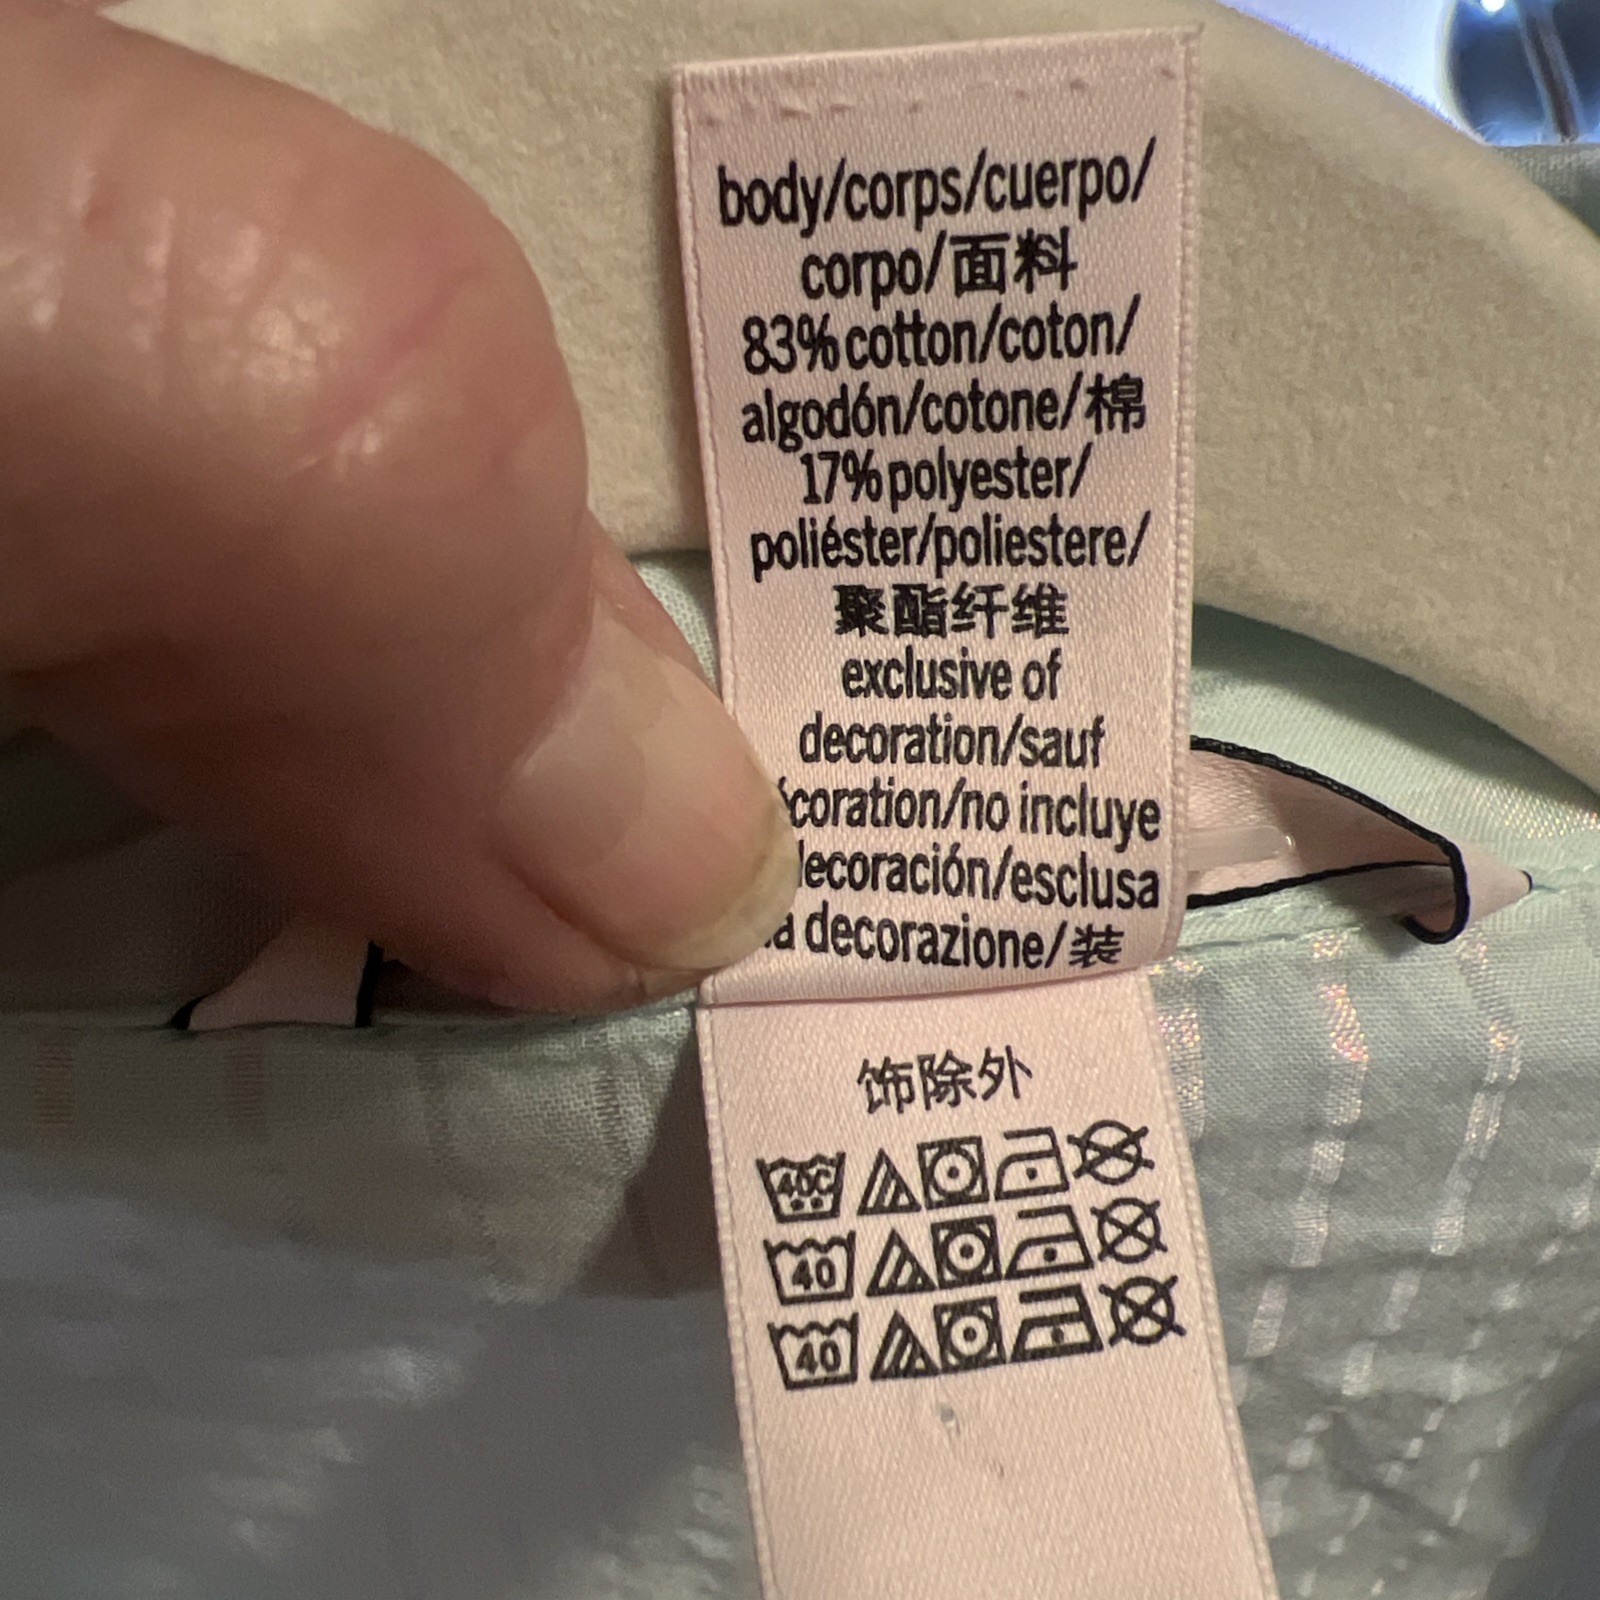 body/corps/cuerpo/
corpo/面料
83% cotton/coton/
algodón/cotone/棉
17% polyester/
poliéster/poliestere/
聚酯纤维
exclusive of
decoration/sauf
coration/no incluye
decoración/esclusa
decorazione/装
饰除外
40C
40
40